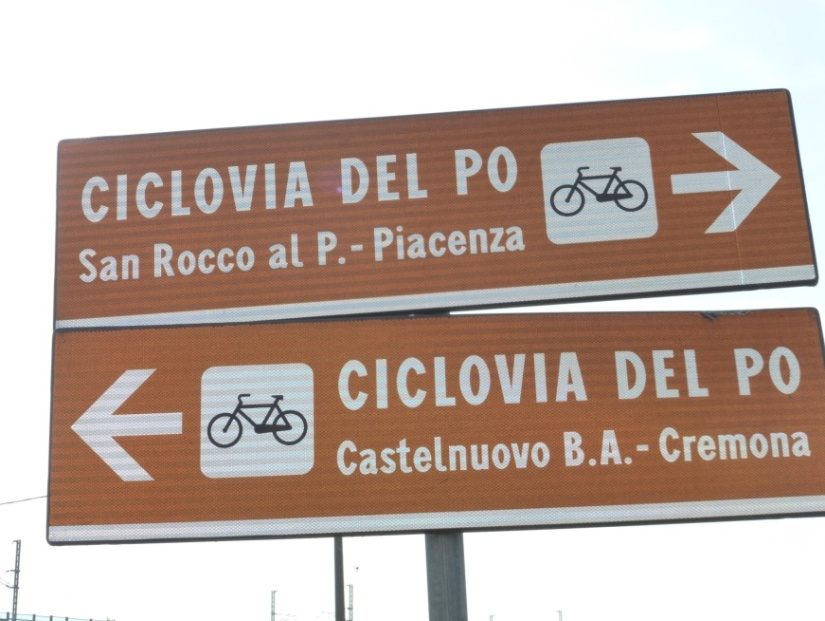 CICLOVIA DEL PO
San Rocco al P.-Piacenza
CICLOVIA DEL PO
Castelnuovo B.A.-Cremona